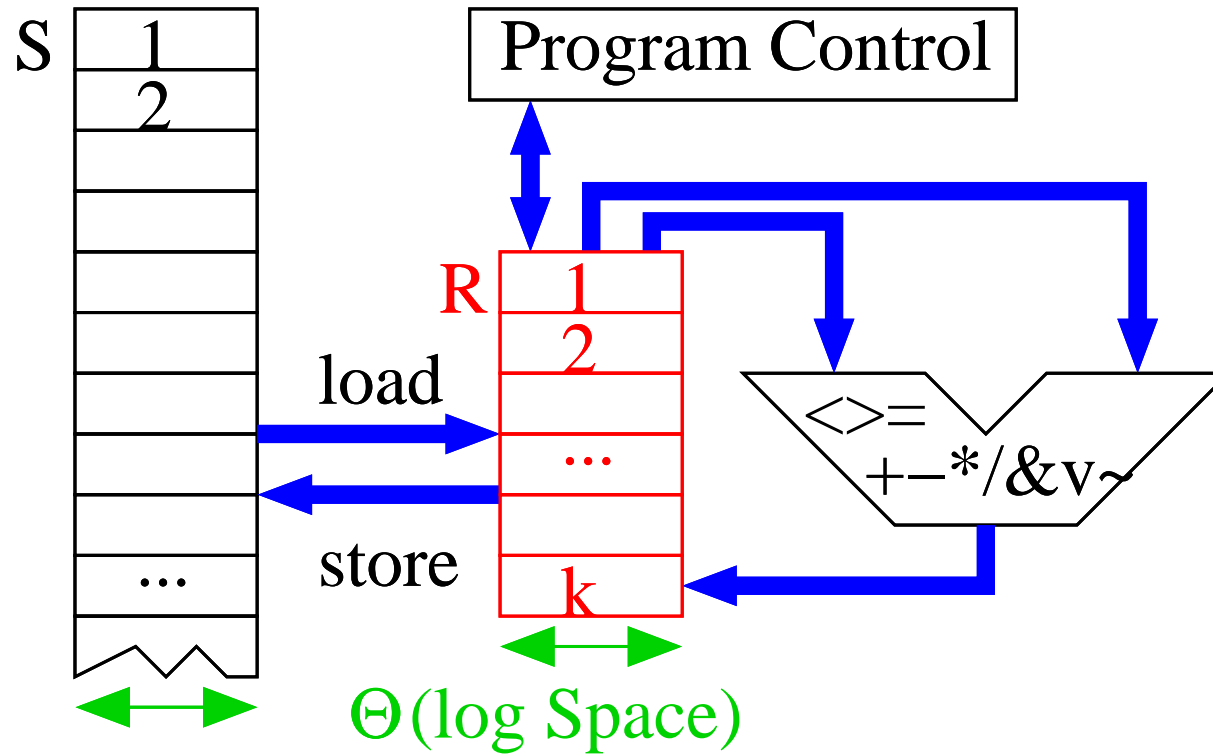 S
1
2
...
Program Control
R
1
2
...
k
load
store
<>=
+−*/&v~
Θ(log Space)